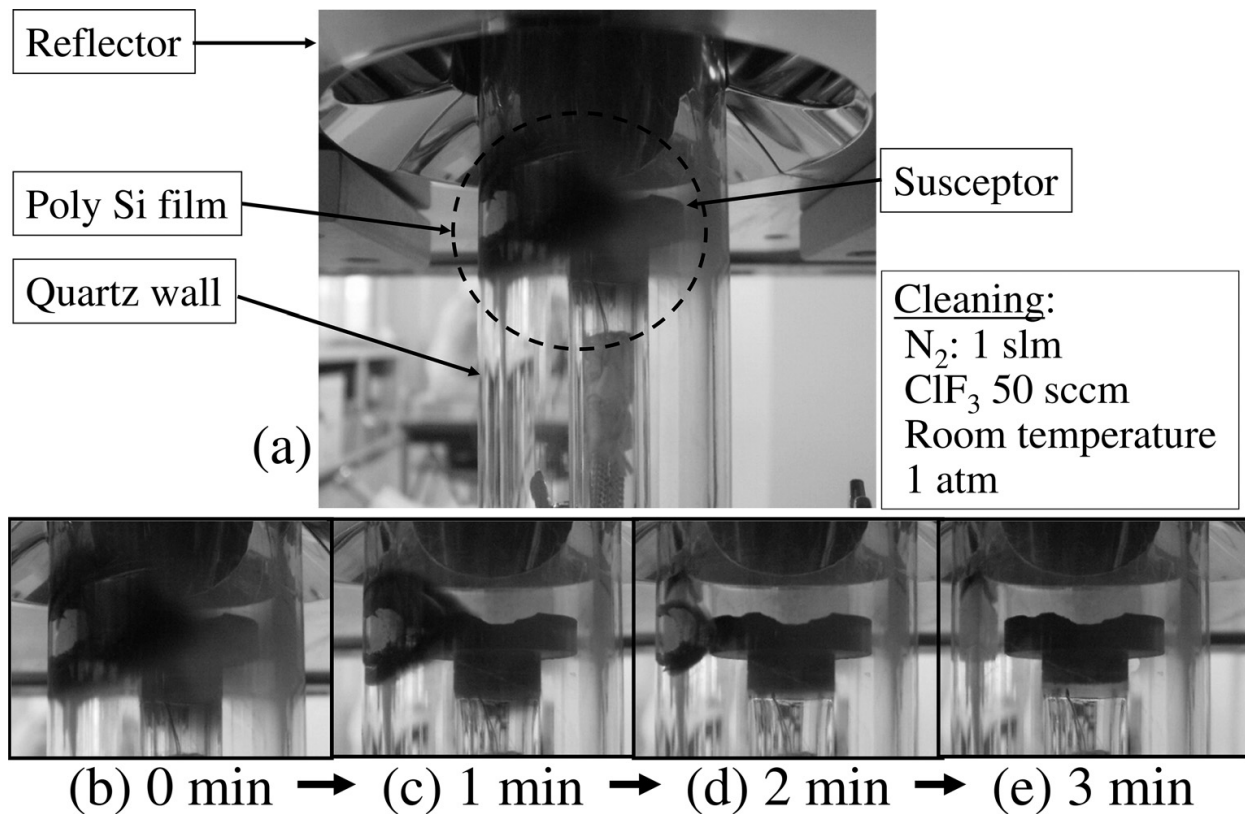 Reflector
Poly Si film
Quartz wall
Susceptor
Cleaning:
N₂: 1 slm
ClF₃ 50 sccm
Room temperature
1 atm
(a)
(b) 0 min
(c) 1 min
(d) 2 min
(e) 3 min